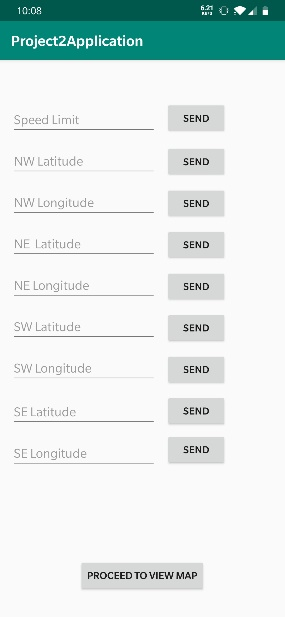 10:08 6.21 KB/S
Project2Application
Speed Limit SEND
NW Latitude SEND
NW Longitude SEND
NE Latitude SEND
NE Longitude SEND
SW Latitude SEND
SW Longitude SEND
SE Latitude SEND
SE Longitude SEND
PROCEED TO VIEW MAP